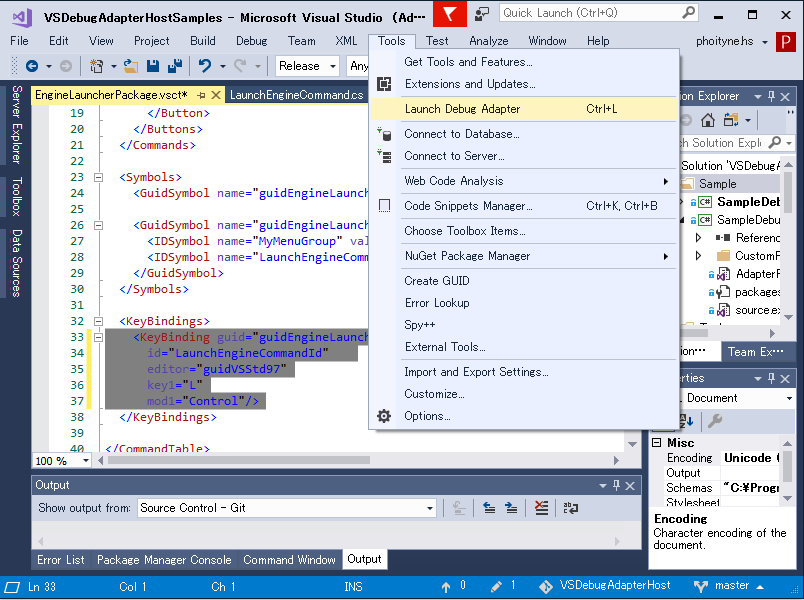 VSDebugAdapterHostSamples - Microsoft Visual Studio (Ad⋯
Quick Launch (Ctrl+Q)
File Edit View Project Build Debug Team XML Tools Test Analyze Window Help
phoityne.hs
P
Release
Any
Get Tools and Features...
Extensions and Updates...
Launch Debug Adapter Ctrl+L
Connect to Database...
Connect to Server...
Web Code Analysis
Code Snippets Manager... Ctrl+K, Ctrl+B
Choose Toolbox Items...
NuGet Package Manager
Create GUID
Error Lookup
Spy++
External Tools...
Import and Export Settings...
Customize...
Options...
Server Explorer
Toolbox
Data Sources
EngineLauncherPackage.vsct*
LaunchEngineCommand.cs
19 </Button>
20 </Buttons>
21 </Commands>
22
23 <Symbols>
24 <GuidSymbol name="guidEngineLaunch
25
26 <GuidSymbol name="guidEngineLaunch
27 <IDSymbol name="MyMenuGroup" val
28 <IDSymbol name="LaunchEngineComm
29 </GuidSymbol>
30 </Symbols>
31
32 <KeyBindings>
33 <KeyBinding guid="guidEngineLaunch
34 id="LaunchEngineCommandId"
35 editor="guidVSStd97"
36 key1="L"
37 mod1="Control"/>
38 </KeyBindings>
39
40 </CommandTable>
100 %
on Explorer
ch Solution Expl
Solution 'VSDebugA
Sample
SampleDeb
SampleDebu
Referenc
CustomP
AdapterR
packages
source.ex
ion⋯
Team Ex⋯
erties
Document
Misc
Encoding Unicode (
Output
Schemas "C:¥Progr
Stylesheet
Encoding
Character encoding of the
document.
Output
Show output from: Source Control - Git
Error List Package Manager Console Command Window Output
Ln 33 Col 1 Ch 1 INS 0 1 VSDebugAdapterHost master